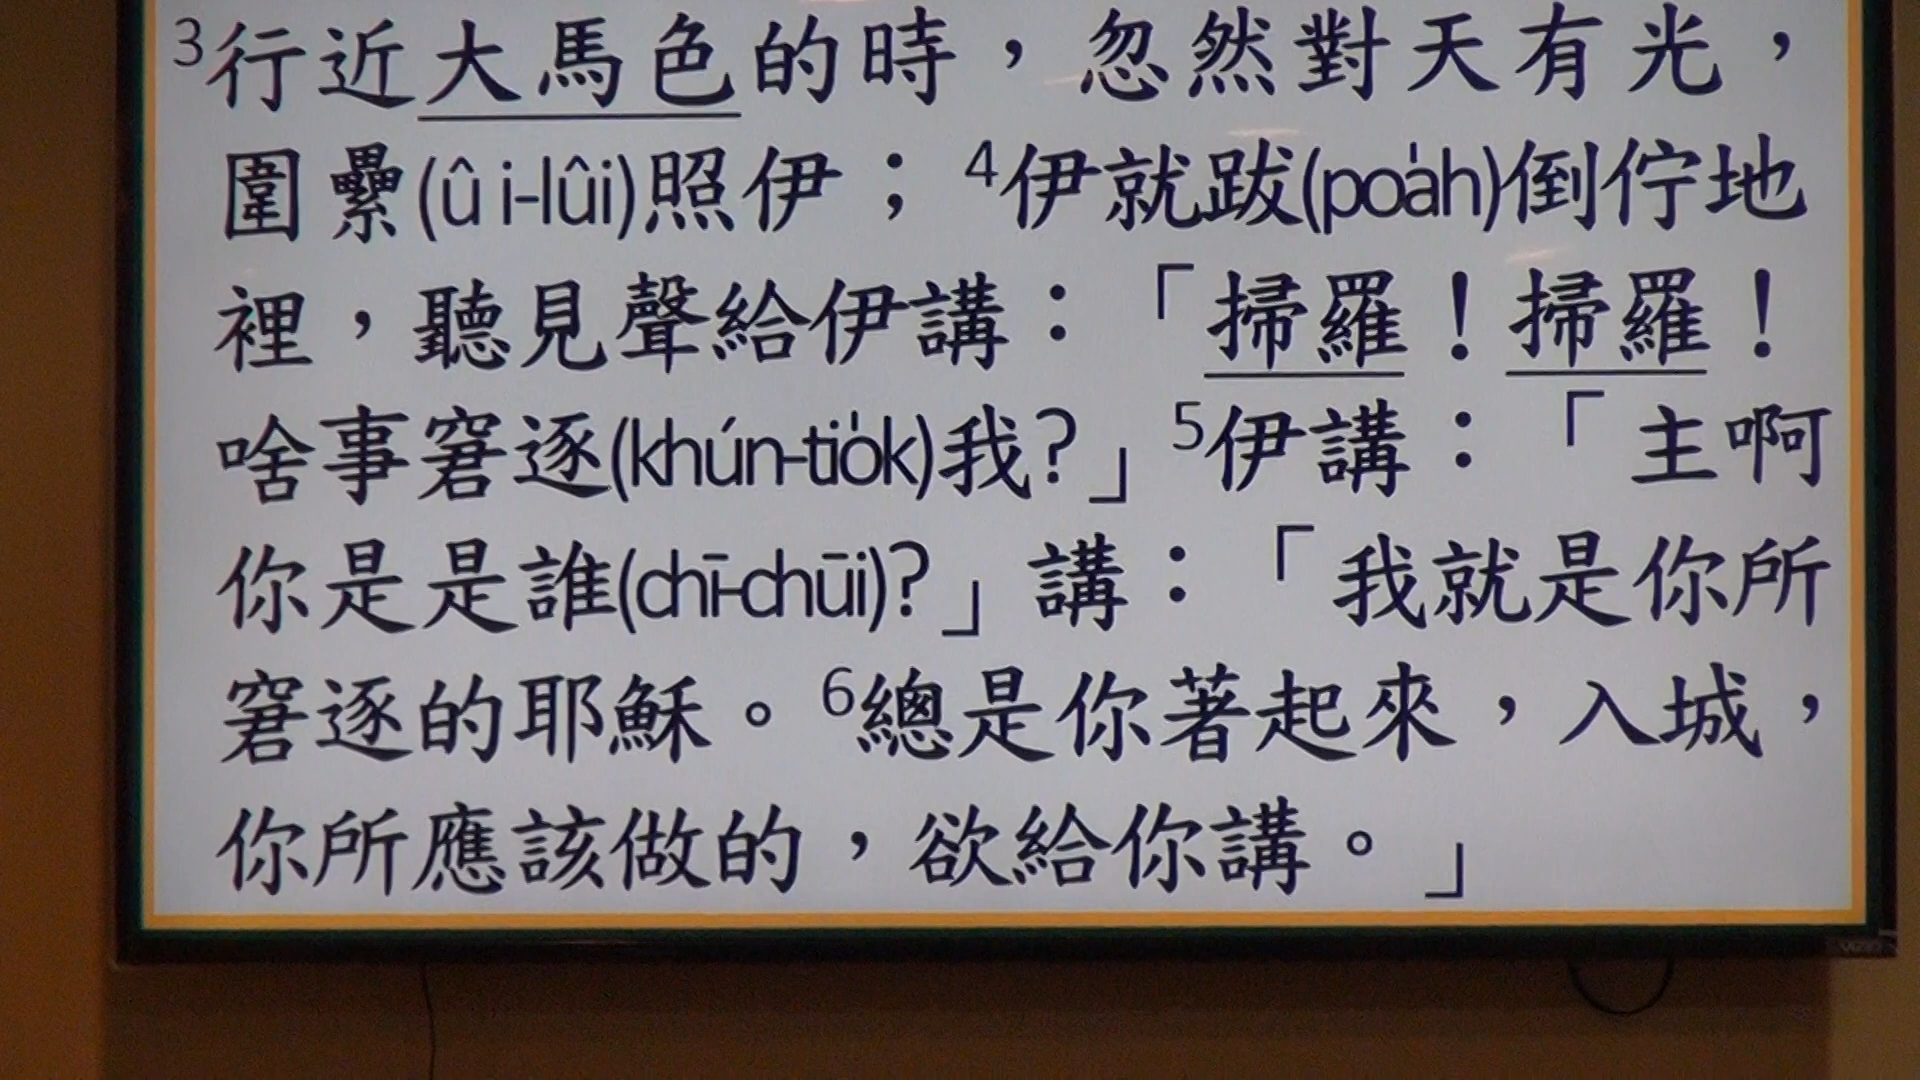 3行近大馬色的時，忽然對天有光，
圍纍(û i-lûi)照伊；4伊就跋(poa̍h)倒佇地
裡，聽見聲給伊講：「掃羅！掃羅！
啥事窘逐(khún-tio̍k)我?」5伊講：「主啊
你是是誰(chī-chūi)?」講：「我就是你所
窘逐的耶穌。6總是你著起來，入城，
你所應該做的，欲給你講。」